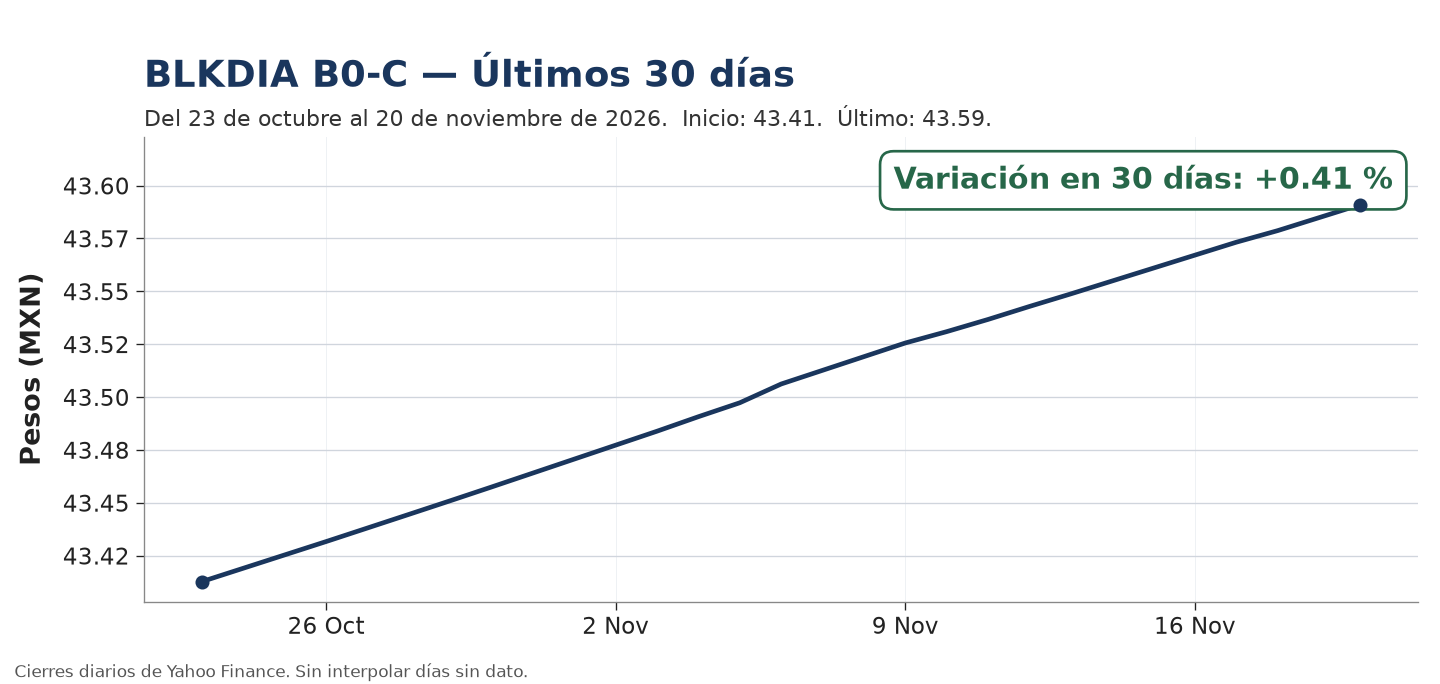 BLKDIA B0-C — Últimos 30 días
Del 23 de octubre al 20 de noviembre de 2026.  Inicio: 43.41.  Último: 43.59.
Variación en 30 días: +0.41 %
Pesos (MXN)
43.60
43.57
43.55
43.52
43.50
43.48
43.45
43.42
26 Oct
2 Nov
9 Nov
16 Nov
Cierres diarios de Yahoo Finance. Sin interpolar días sin dato.